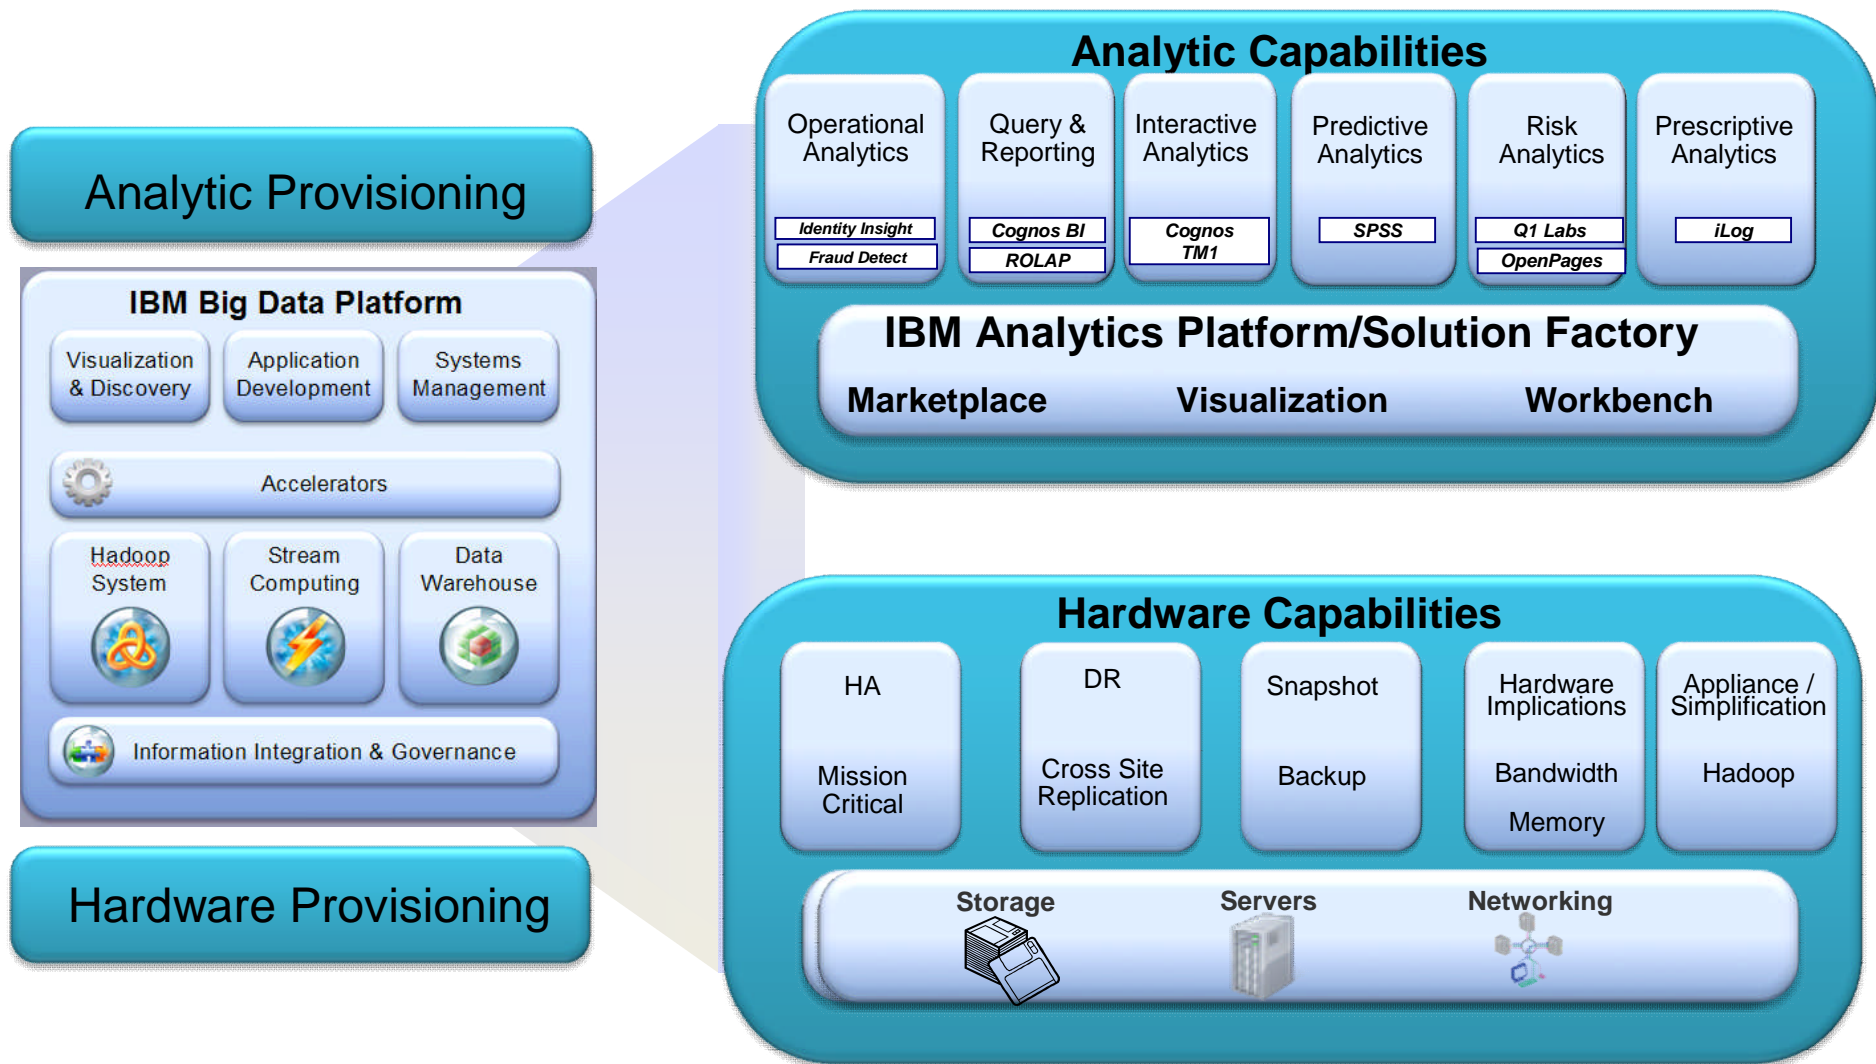 Analytic Provisioning
IBM Big Data Platform
Visualization
& Discovery
Application
Development
Systems
Management
Accelerators
Hadoop
System
Stream
Computing
Data
Warehouse
Information Integration & Governance
Hardware Provisioning
Analytic Capabilities
Operational
Analytics
Identity Insight
Fraud Detect
Query &
Reporting
Cognos BI
ROLAP
Interactive
Analytics
Cognos
TM1
Predictive
Analytics
SPSS
Risk
Analytics
Q1 Labs
OpenPages
Prescriptive
Analytics
iLog
IBM Analytics Platform/Solution Factory
Marketplace
Visualization
Workbench
Hardware Capabilities
HA
Mission
Critical
DR
Cross Site
Replication
Snapshot
Backup
Hardware
Implications
Bandwidth
Memory
Appliance /
Simplification
Hadoop
Storage
Servers
Networking